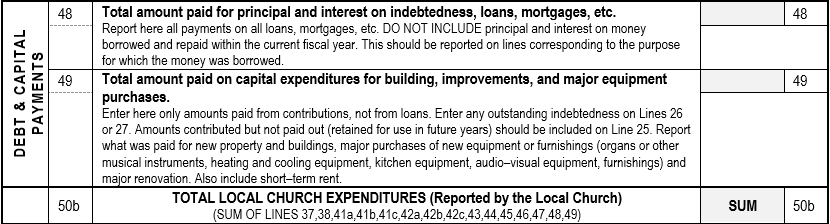 DEBT & CAPITAL
PAYMENTS
48 Total amount paid for principal and interest on indebtedness, loans, mortgages, etc. 48
Report here all payments on all loans, mortgages, etc. DO NOT INCLUDE principal and interest on money
borrowed and repaid within the current fiscal year. This should be reported on lines corresponding to the purpose
for which the money was borrowed.
49 Total amount paid on capital expenditures for building, improvements, and major equipment 49
purchases.
Enter here only amounts paid from contributions, not from loans. Enter any outstanding indebtedness on Lines 26
or 27. Amounts contributed but not paid out (retained for use in future years) should be included on Line 25. Report
what was paid for new property and buildings, major purchases of new equipment or furnishings (organs or other
musical instruments, heating and cooling equipment, kitchen equipment, audio–visual equipment, furnishings) and
major renovation. Also include short–term rent.
50b TOTAL LOCAL CHURCH EXPENDITURES (Reported by the Local Church) SUM 50b
(SUM OF LINES 37,38,41a,41b,41c,42a,42b,42c,43,44,45,46,47,48,49)